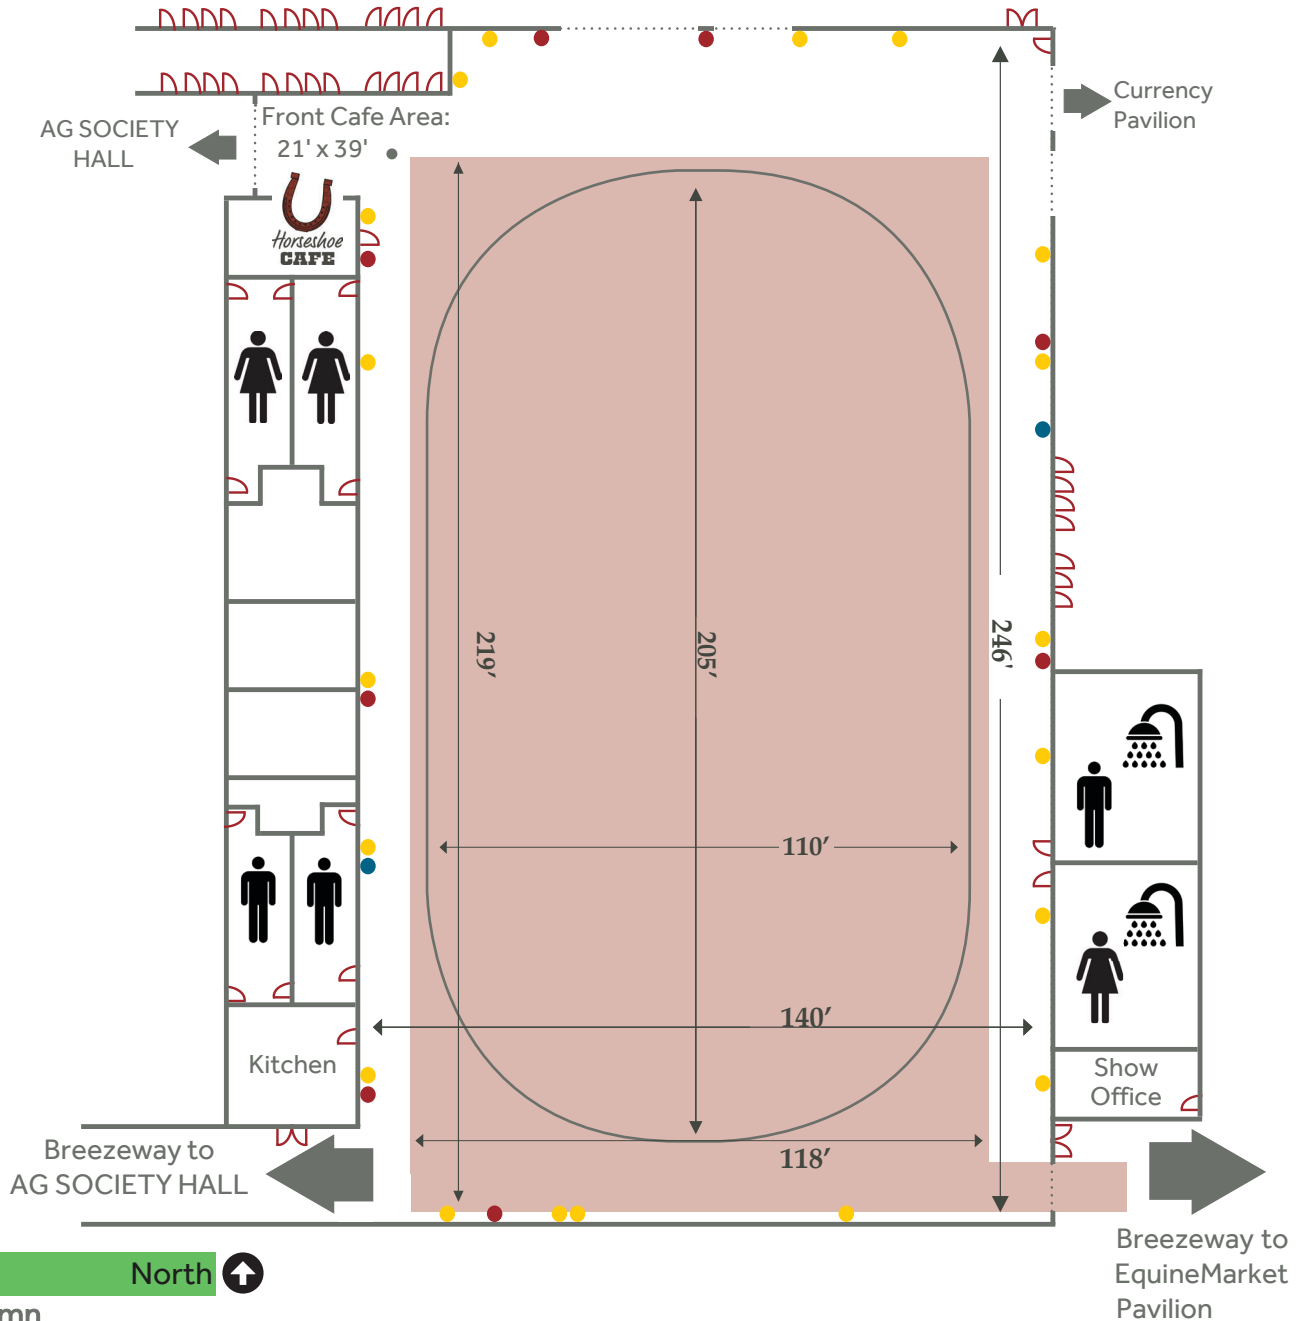 Currency
Pavilion
Front Cafe Area:
21' x 39'
AG SOCIETY
HALL
Horseshoe
CAFE
219′
205′
246′
110′
140′
Kitchen
Show
Office
118′
Breezeway to
AG SOCIETY HALL
Breezeway to
EquineMarket
Pavilion
North
mn